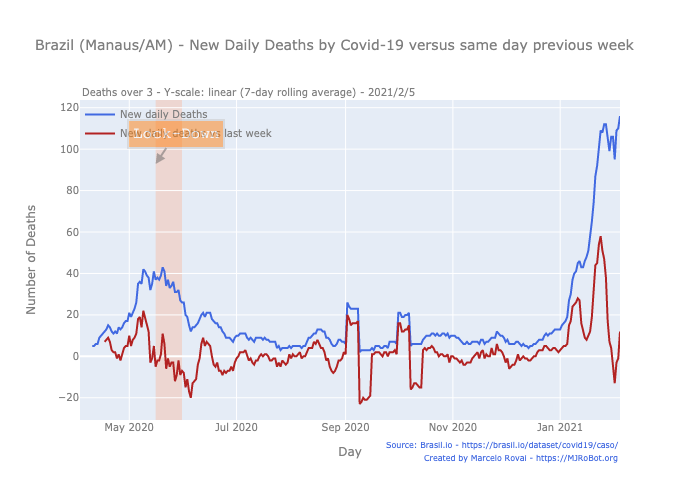 Brazil (Manaus/AM) - New Daily Deaths by Covid-19 versus same day previous week
Deaths over 3 - Y-scale: linear (7-day rolling average) - 2021/2/5
120
New daily Deaths
New daily deaths vs last week
Lock-Down
100
80
60
40
20
0
−20
Number of Deaths
May 2020
Jul 2020
Sep 2020
Nov 2020
Jan 2021
Day
Source: Brasil.io - https://brasil.io/dataset/covid19/caso/
Created by Marcelo Rovai - https://MJRoBot.org